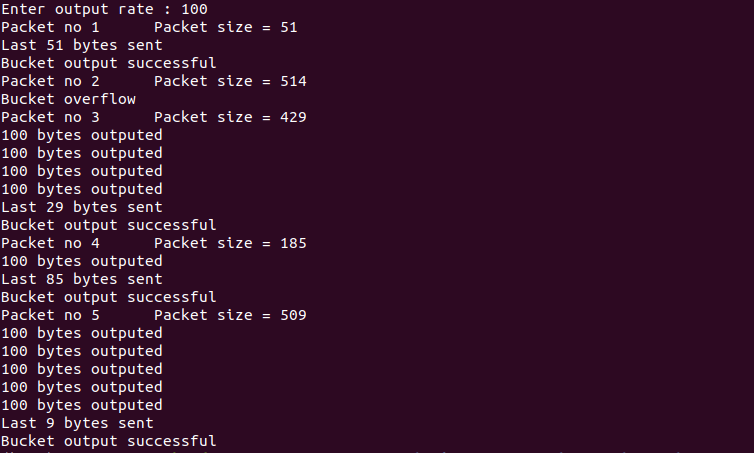 Enter output rate : 100
Packet no 1      Packet size = 51
Last 51 bytes sent
Bucket output successful
Packet no 2      Packet size = 514
Bucket overflow
Packet no 3      Packet size = 429
100 bytes outputed
100 bytes outputed
100 bytes outputed
100 bytes outputed
Last 29 bytes sent
Bucket output successful
Packet no 4      Packet size = 185
100 bytes outputed
Last 85 bytes sent
Bucket output successful
Packet no 5      Packet size = 509
100 bytes outputed
100 bytes outputed
100 bytes outputed
100 bytes outputed
100 bytes outputed
Last 9 bytes sent
Bucket output successful